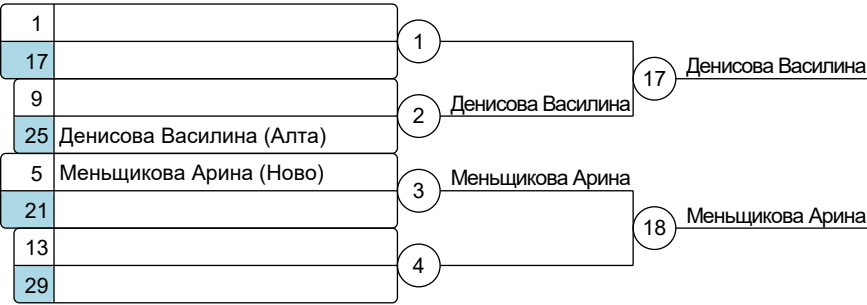 1
17
1
9
25 Денисова Василина (Алта)
2 Денисова Василина
17 Денисова Василина
5 Меньщикова Арина (Ново)
21
3 Меньщикова Арина
13
29
4
18 Меньщикова Арина